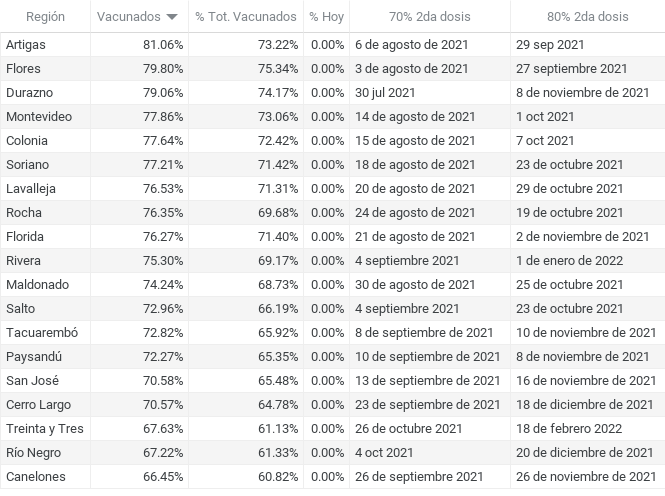 Región Vacunados % Tot. Vacunados % Hoy 70% 2da dosis 80% 2da dosis
Artigas 81.06% 73.22% 0.00% 6 de agosto de 2021 29 sep 2021
Flores 79.80% 75.34% 0.00% 3 de agosto de 2021 27 septiembre 2021
Durazno 79.06% 74.17% 0.00% 30 jul 2021 8 de noviembre de 2021
Montevideo 77.86% 73.06% 0.00% 14 de agosto de 2021 1 oct 2021
Colonia 77.64% 72.42% 0.00% 15 de agosto de 2021 7 oct 2021
Soriano 77.21% 71.42% 0.00% 18 de agosto de 2021 23 de octubre 2021
Lavalleja 76.53% 71.31% 0.00% 20 de agosto de 2021 29 de octubre 2021
Rocha 76.35% 69.68% 0.00% 24 de agosto de 2021 19 de octubre 2021
Florida 76.27% 71.40% 0.00% 21 de agosto de 2021 2 de noviembre de 2021
Rivera 75.30% 69.17% 0.00% 4 septiembre 2021 1 de enero de 2022
Maldonado 74.24% 68.73% 0.00% 30 de agosto de 2021 25 de octubre 2021
Salto 72.96% 66.19% 0.00% 4 septiembre 2021 23 de octubre 2021
Tacuarembó 72.82% 65.92% 0.00% 8 de septiembre de 2021 10 de noviembre de 2021
Paysandú 72.27% 65.35% 0.00% 10 de septiembre de 2021 8 de noviembre de 2021
San José 70.58% 65.48% 0.00% 13 de septiembre de 2021 16 de noviembre de 2021
Cerro Largo 70.57% 64.78% 0.00% 23 de septiembre de 2021 18 de diciembre de 2021
Treinta y Tres 67.63% 61.13% 0.00% 26 de octubre 2021 18 de febrero 2022
Río Negro 67.22% 61.33% 0.00% 4 oct 2021 20 de diciembre de 2021
Canelones 66.45% 60.82% 0.00% 26 de septiembre 2021 26 de noviembre de 2021